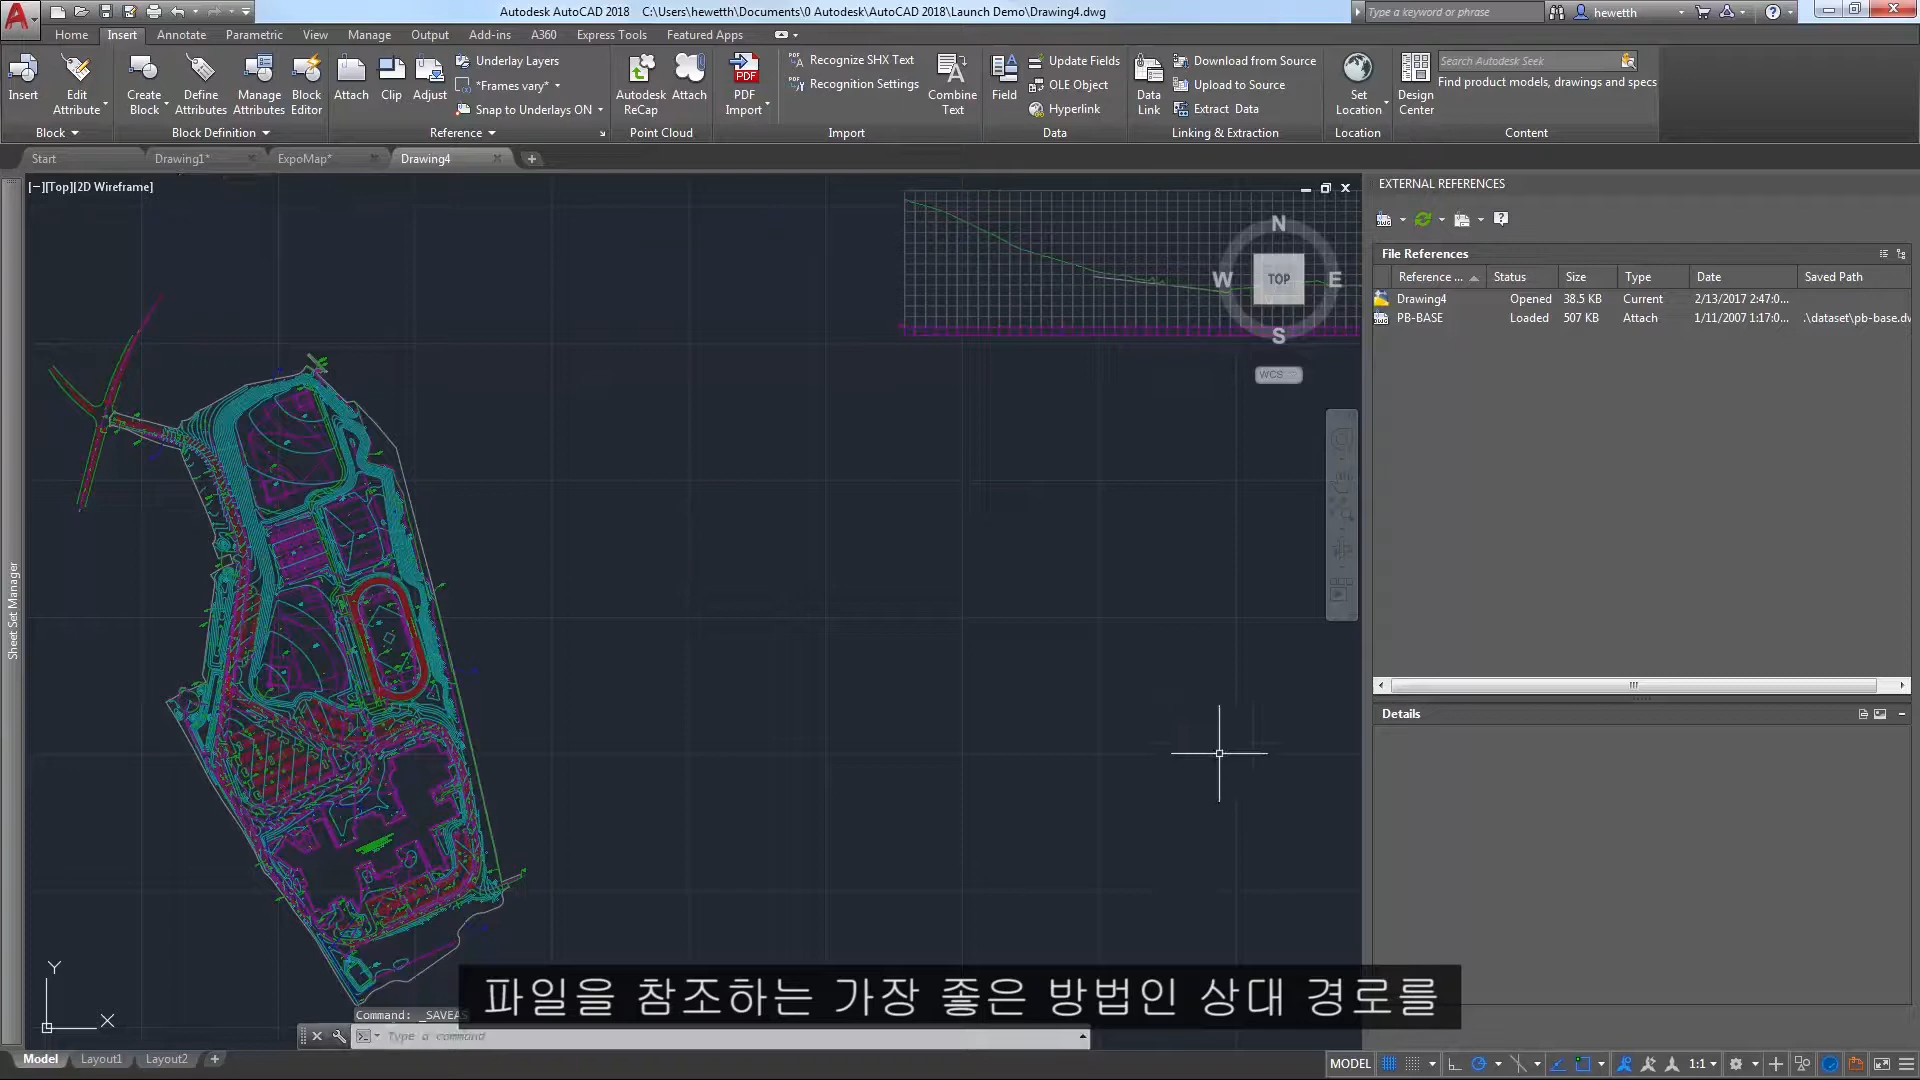 Autodesk AutoCAD 2018 C:\Users\hewetth\Documents\0 Autodesk\AutoCAD 2018\Launch Demo\Drawing4.dwg
Type a keyword or phrase
hewetth
Home Insert Annotate Parametric View Manage Output Add-ins A360 Express Tools Featured Apps
Insert
Edit Attribute
Create Block
Define Attributes
Manage Attributes
Block Editor
Attach
Clip
Adjust
Underlay Layers
*Frames vary*
Snap to Underlays ON
Autodesk ReCap
Attach
PDF Import
Recognize SHX Text
Recognition Settings
Combine Text
Field
Update Fields
OLE Object
Hyperlink
Data Link
Download from Source
Upload to Source
Extract Data
Set Location
Design Center
Search Autodesk Seek
Find product models, drawings and specs
Block Block Definition Reference Point Cloud Import Data Linking & Extraction Location Content
Start Drawing1* ExpoMap* Drawing4
[−][Top][2D Wireframe]
N
W TOP E
S
WCS
Sheet Set Manager
EXTERNAL REFERENCES
File References
Reference ... Status Size Type Date Saved Path
Drawing4 Opened 38.5 KB Current 2/13/2017 2:47:0...
PB-BASE Loaded 507 KB Attach 1/11/2007 1:17:0... .\dataset\pb-base.dw
Details
Y
X
파일을 참조하는 가장 좋은 방법인 상대 경로를
Command: _SAVEAS
Type a command
Model Layout1 Layout2
MODEL 1:1